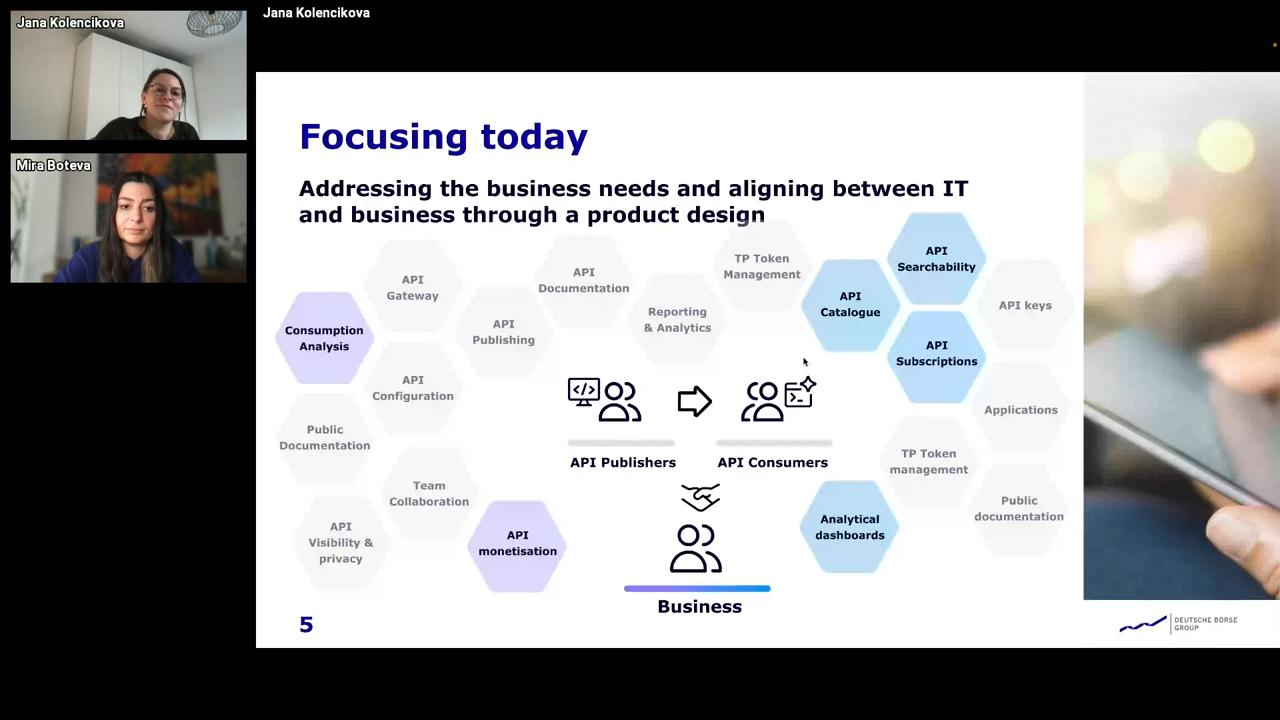 Jana Kolencikova
Mira Boteva
Jana Kolencikova
Focusing today
Addressing the business needs and aligning between IT
and business through a product design
Consumption
Analysis
API
Gateway
API
Publishing
API
Documentation
Reporting
& Analytics
TP Token
Management
API
Catalogue
API
Searchability
API
Subscriptions
API keys
API
Configuration
Public
Documentation
Team
Collaboration
API
Visibility &
privacy
API
monetisation
API Publishers
API Consumers
Business
Applications
TP Token
management
Analytical
dashboards
Public
documentation
5
DEUTSCHE BÖRSE
GROUP